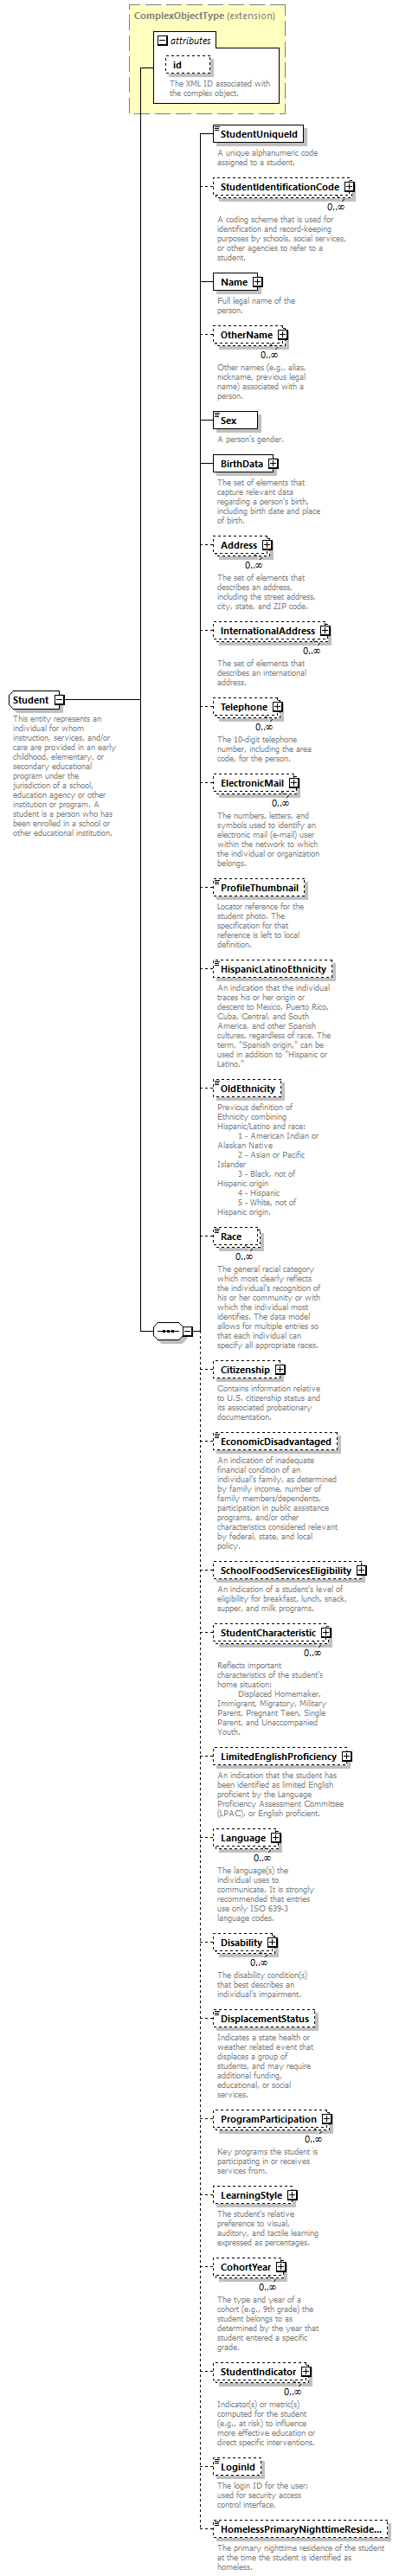 ComplexObjectType (extension)
attributes
id
The XML ID associated with
the complex object.
StudentUniqueId
A unique alphanumeric code
assigned to a student.
StudentIdentificationCode
0..∞
A coding scheme that is used for
identification and record-keeping
purposes by schools, social services,
or other agencies to refer to a
student.
Name
Full legal name of the
person.
OtherName
0..∞
Other names (e.g., alias,
nickname, previous legal
name) associated with a
person.
Sex
A person's gender.
BirthData
The set of elements that
capture relevant data
regarding a person's birth,
including birth date and place
of birth.
Address
0..∞
The set of elements that
describes an address,
including the street address,
city, state, and ZIP code.
InternationalAddress
0..∞
The set of elements that
describes an international
address.
Student
This entity represents an
individual for whom
instruction, services, and/or
care are provided in an early
childhood, elementary, or
secondary educational
program under the
jurisdiction of a school,
education agency or other
institution or program. A
student is a person who has
been enrolled in a school or
other educational institution.
Telephone
0..∞
The 10-digit telephone
number, including the area
code, for the person.
ElectronicMail
0..∞
The numbers, letters, and
symbols used to identify an
electronic mail (e-mail) user
within the network to which
the individual or organization
belongs.
ProfileThumbnail
Locator reference for the
student photo. The
specification for that
reference is left to local
definition.
HispanicLatinoEthnicity
An indication that the individual
traces his or her origin or
descent to Mexico, Puerto Rico,
Cuba, Central, and South
America, and other Spanish
cultures, regardless of race. The
term, "Spanish origin," can be
used in addition to "Hispanic or
Latino."
OldEthnicity
Previous definition of
Ethnicity combining
Hispanic/Latino and race:
1 - American Indian or
Alaskan Native
2 - Asian or Pacific
Islander
3 - Black, not of
Hispanic origin
4 - Hispanic
5 - White, not of
Hispanic origin.
Race
0..∞
The general racial category
which most clearly reflects
the individual's recognition of
his or her community or with
which the individual most
identifies. The data model
allows for multiple entries so
that each individual can
specify all appropriate races.
Citizenship
Contains information relative
to U.S. citizenship status and
its associated probationary
documentation.
EconomicDisadvantaged
An indication of inadequate
financial condition of an
individual's family, as determined
by family income, number of
family members/dependents,
participation in public assistance
programs, and/or other
characteristics considered relevant
by federal, state, and local
policy.
SchoolFoodServicesEligibility
An indication of a student's level of
eligibility for breakfast, lunch, snack,
supper, and milk programs.
StudentCharacteristic
0..∞
Reflects important
characteristics of the student's
home situation:
Displaced Homemaker,
Immigrant, Migratory, Military
Parent, Pregnant Teen, Single
Parent, and Unaccompanied
Youth.
LimitedEnglishProficiency
An indication that the student has
been identified as limited English
proficient by the Language
Proficiency Assessment Committee
(LPAC), or English proficient.
Language
0..∞
The language(s) the
individual uses to
communicate. It is strongly
recommended that entries
use only ISO 639-3
language codes.
Disability
0..∞
The disability condition(s)
that best describes an
individual's impairment.
DisplacementStatus
Indicates a state health or
weather related event that
displaces a group of
students, and may require
additional funding,
educational, or social
services.
ProgramParticipation
0..∞
Key programs the student is
participating in or receives
services from.
LearningStyle
The student's relative
preference to visual,
auditory, and tactile learning
expressed as percentages.
CohortYear
0..∞
The type and year of a
cohort (e.g., 9th grade) the
student belongs to as
determined by the year that
student entered a specific
grade.
StudentIndicator
0..∞
Indicator(s) or metric(s)
computed for the student
(e.g., at risk) to influence
more effective education or
direct specific interventions.
LoginId
The login ID for the user;
used for security access
control interface.
HomelessPrimaryNighttimeReside...
The primary nighttime residence of the student
at the time the student is identified as
homeless.